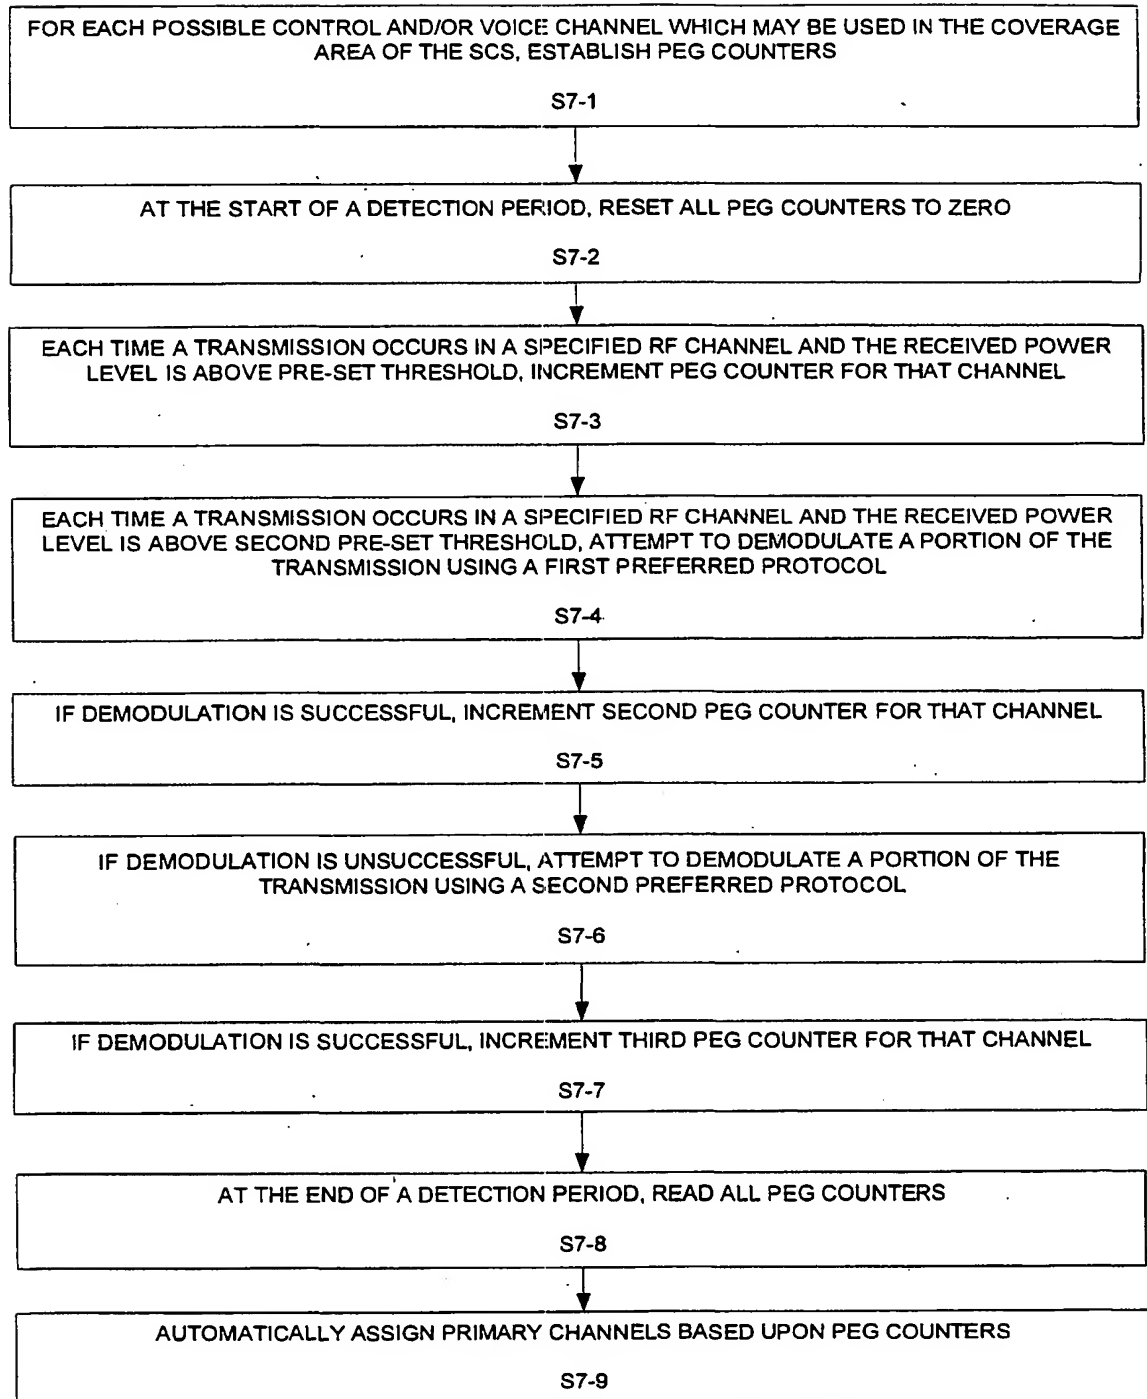 FOR EACH POSSIBLE CONTROL AND/OR VOICE CHANNEL WHICH MAY BE USED IN THE COVERAGE
AREA OF THE SCS, ESTABLISH PEG COUNTERS
S7-1
AT THE START OF A DETECTION PERIOD, RESET ALL PEG COUNTERS TO ZERO
S7-2
EACH TIME A TRANSMISSION OCCURS IN A SPECIFIED RF CHANNEL AND THE RECEIVED POWER
LEVEL IS ABOVE PRE-SET THRESHOLD, INCREMENT PEG COUNTER FOR THAT CHANNEL
S7-3
EACH TIME A TRANSMISSION OCCURS IN A SPECIFIED RF CHANNEL AND THE RECEIVED POWER
LEVEL IS ABOVE SECOND PRE-SET THRESHOLD, ATTEMPT TO DEMODULATE A PORTION OF THE
TRANSMISSION USING A FIRST PREFERRED PROTOCOL
S7-4
IF DEMODULATION IS SUCCESSFUL, INCREMENT SECOND PEG COUNTER FOR THAT CHANNEL
S7-5
IF DEMODULATION IS UNSUCCESSFUL, ATTEMPT TO DEMODULATE A PORTION OF THE
TRANSMISSION USING A SECOND PREFERRED PROTOCOL
S7-6
IF DEMODULATION IS SUCCESSFUL, INCREMENT THIRD PEG COUNTER FOR THAT CHANNEL
S7-7
AT THE END OF A DETECTION PERIOD, READ ALL PEG COUNTERS
S7-8
AUTOMATICALLY ASSIGN PRIMARY CHANNELS BASED UPON PEG COUNTERS
S7-9